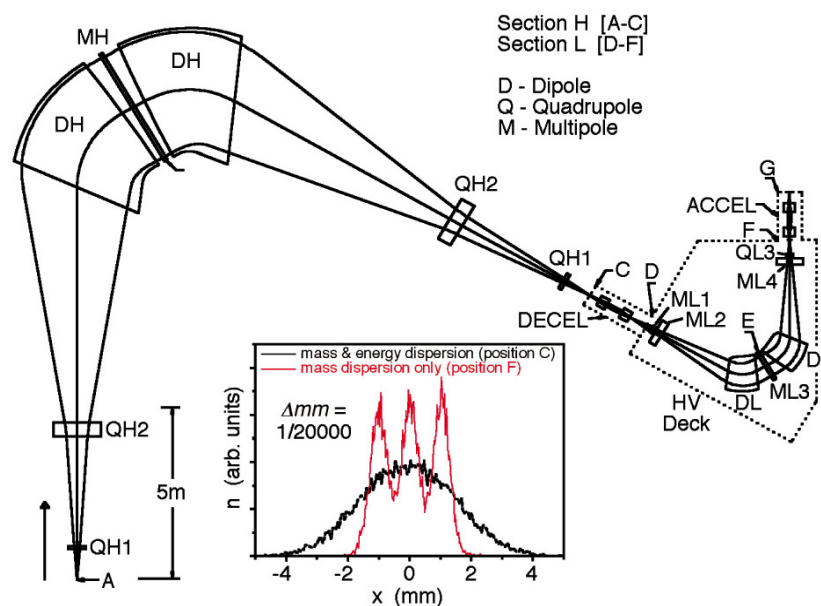 Section H [A-C]
Section L [D-F]
D - Dipole
Q - Quadrupole
M - Multipole
MH
DH
DH
QH2
QH1
C
D
DECEL
ML1
ML2
G
ACCEL
F
QL3
ML4
E
D
DL
ML3
HV
Deck
QH2
5m
QH1
A
mass & energy dispersion (position C)
mass dispersion only (position F)
Δmm =
1/20000
n (arb. units)
-4 -2 0 2 4
x (mm)